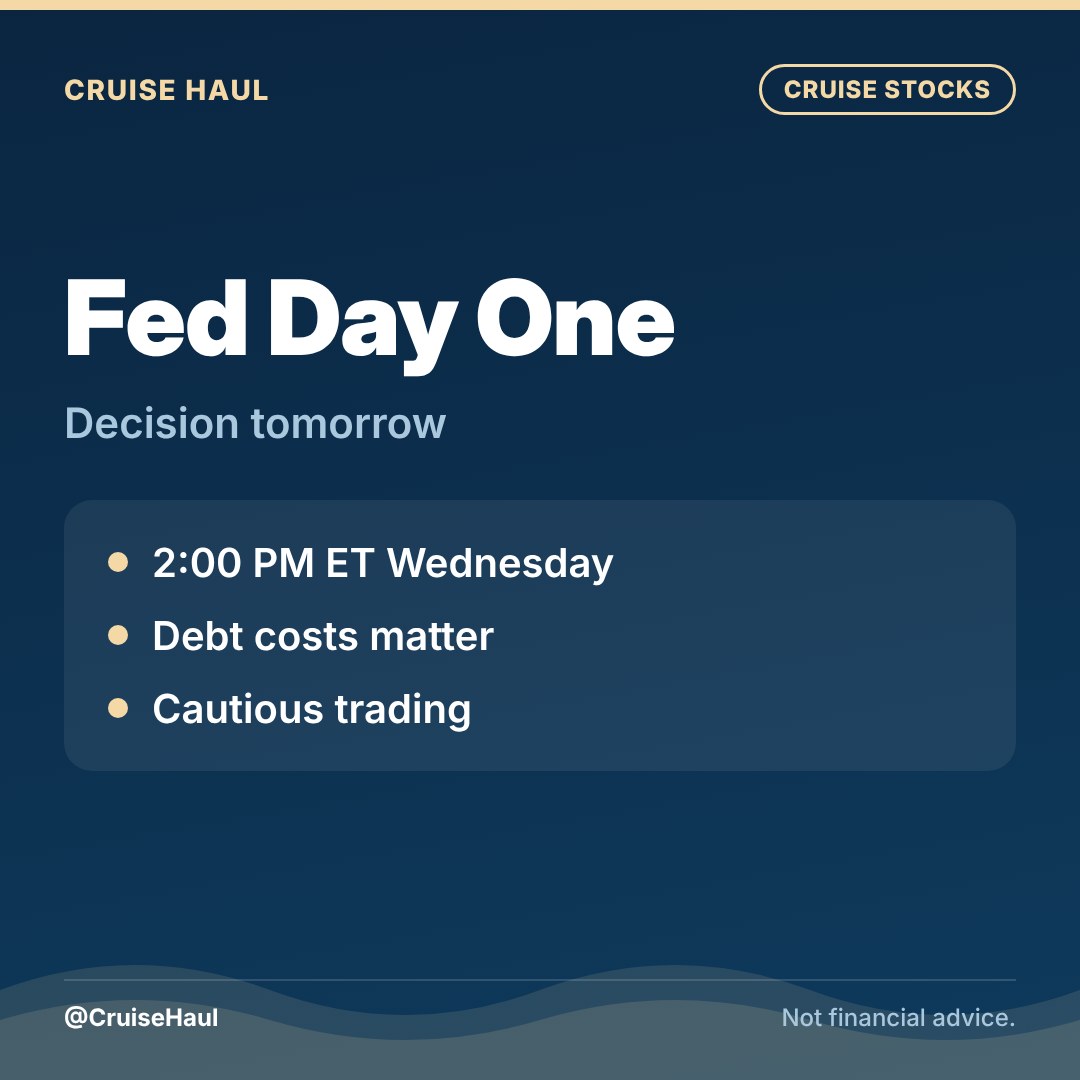 CRUISE HAUL
CRUISE STOCKS
Fed Day One
Decision tomorrow
2:00 PM ET Wednesday
Debt costs matter
Cautious trading
@CruiseHaul
Not financial advice.